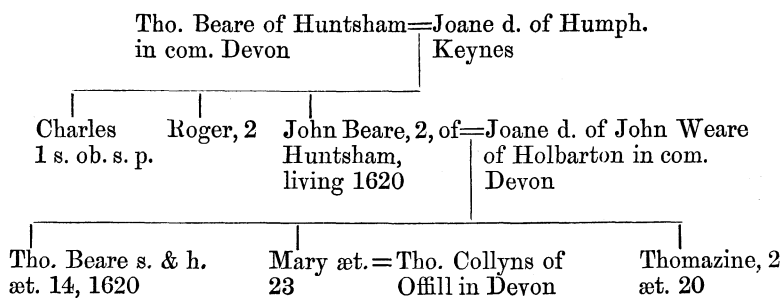 Tho. Beare of Huntsham=Joane d. of Humph.
in com. Devon Keynes
Charles
1 s. ob. s. p.
Roger, 2
John Beare, 2, of=Joane d. of John Weare
Huntsham, of Holbarton in com.
living 1620 Devon
Tho. Beare s. & h.
æt. 14, 1620
Mary æt.=Tho. Collyns of
23 Offill in Devon
Thomazine, 2
æt. 20